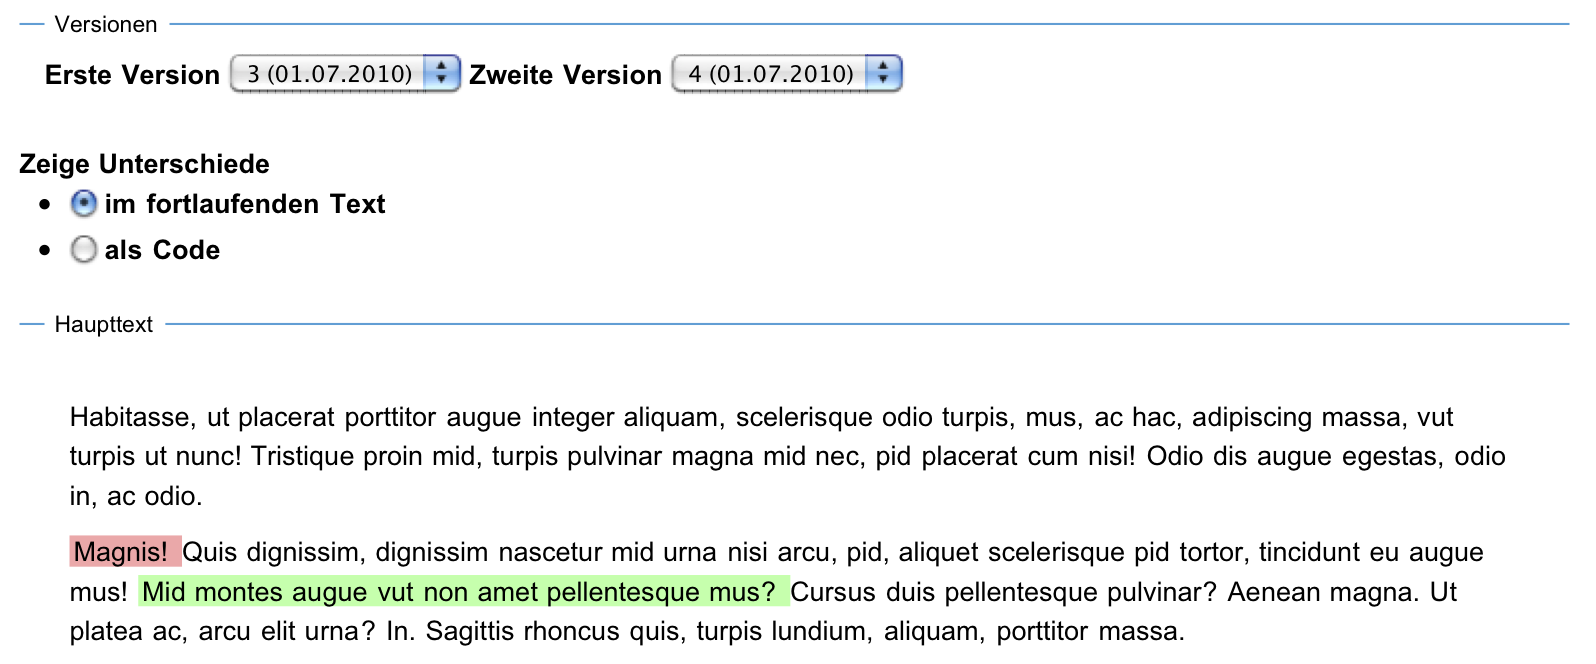 Versionen
Erste Version 3 (01.07.2010) Zweite Version 4 (01.07.2010)
Zeige Unterschiede
• im fortlaufenden Text
• als Code
Haupttext
Habitasse, ut placerat porttitor augue integer aliquam, scelerisque odio turpis, mus, ac hac, adipiscing massa, vut
turpis ut nunc! Tristique proin mid, turpis pulvinar magna mid nec, pid placerat cum nisi! Odio dis augue egestas, odio
in, ac odio.
Magnis! Quis dignissim, dignissim nascetur mid urna nisi arcu, pid, aliquet scelerisque pid tortor, tincidunt eu augue
mus! Mid montes augue vut non amet pellentesque mus? Cursus duis pellentesque pulvinar? Aenean magna. Ut
platea ac, arcu elit urna? In. Sagittis rhoncus quis, turpis lundium, aliquam, porttitor massa.